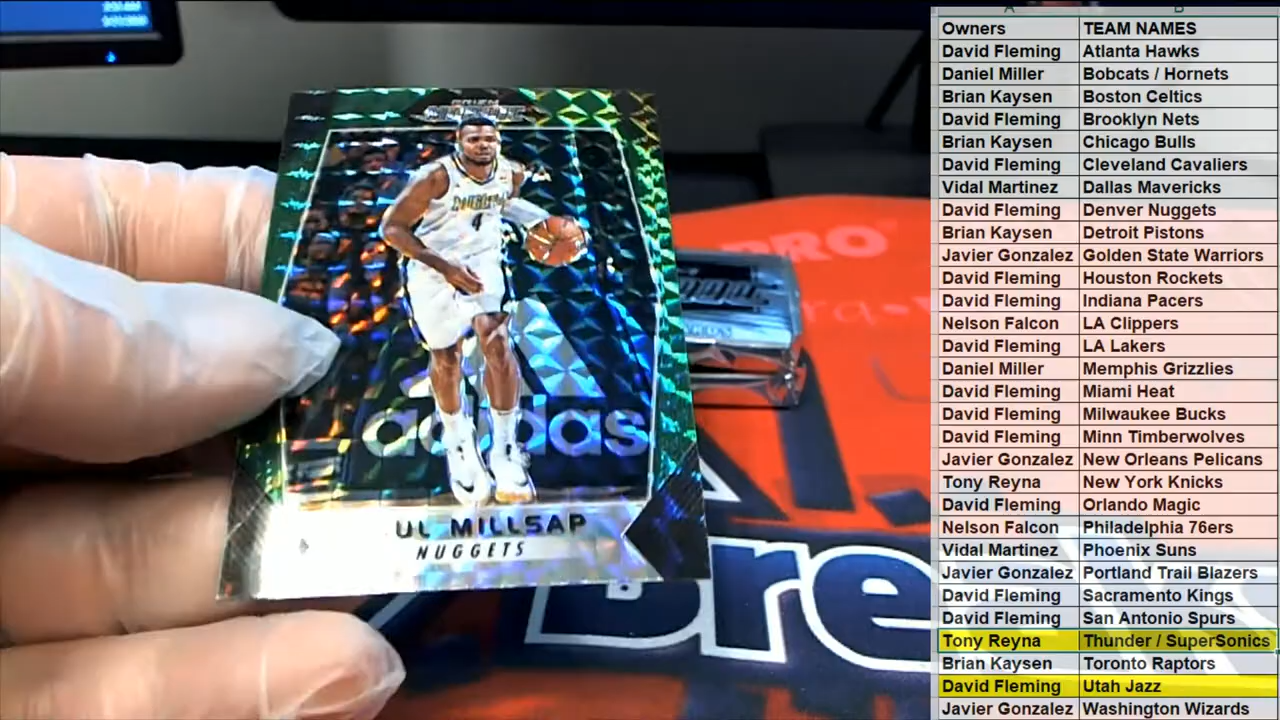 PRIZM
MOSAIC
NUGGETS
4
adidas
UL MILLSAP
NUGGETS
PRO
Bre
A B
Owners TEAM NAMES
David Fleming Atlanta Hawks
Daniel Miller Bobcats / Hornets
Brian Kaysen Boston Celtics
David Fleming Brooklyn Nets
Brian Kaysen Chicago Bulls
David Fleming Cleveland Cavaliers
Vidal Martinez Dallas Mavericks
David Fleming Denver Nuggets
Brian Kaysen Detroit Pistons
Javier Gonzalez Golden State Warriors
David Fleming Houston Rockets
David Fleming Indiana Pacers
Nelson Falcon LA Clippers
David Fleming LA Lakers
Daniel Miller Memphis Grizzlies
David Fleming Miami Heat
David Fleming Milwaukee Bucks
David Fleming Minn Timberwolves
Javier Gonzalez New Orleans Pelicans
Tony Reyna New York Knicks
David Fleming Orlando Magic
Nelson Falcon Philadelphia 76ers
Vidal Martinez Phoenix Suns
Javier Gonzalez Portland Trail Blazers
David Fleming Sacramento Kings
David Fleming San Antonio Spurs
Tony Reyna Thunder / SuperSonics
Brian Kaysen Toronto Raptors
David Fleming Utah Jazz
Javier Gonzalez Washington Wizards